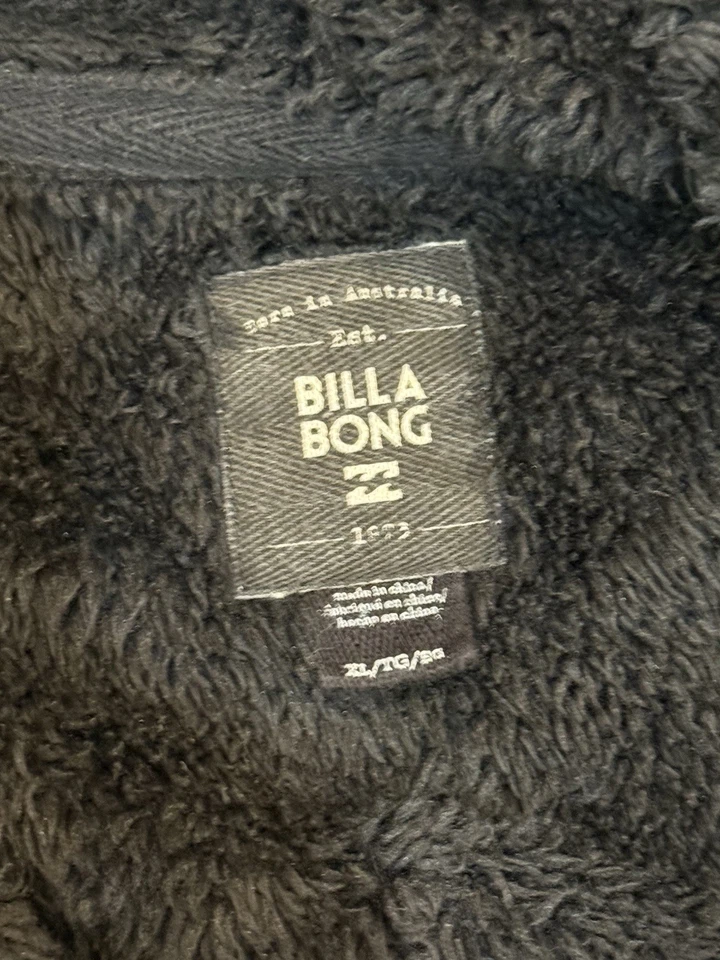 Born in Australia
Est.
BILLA
BONG
1973
made in china/
fabriqué en chine/
hecho en china
XL/TG/EG